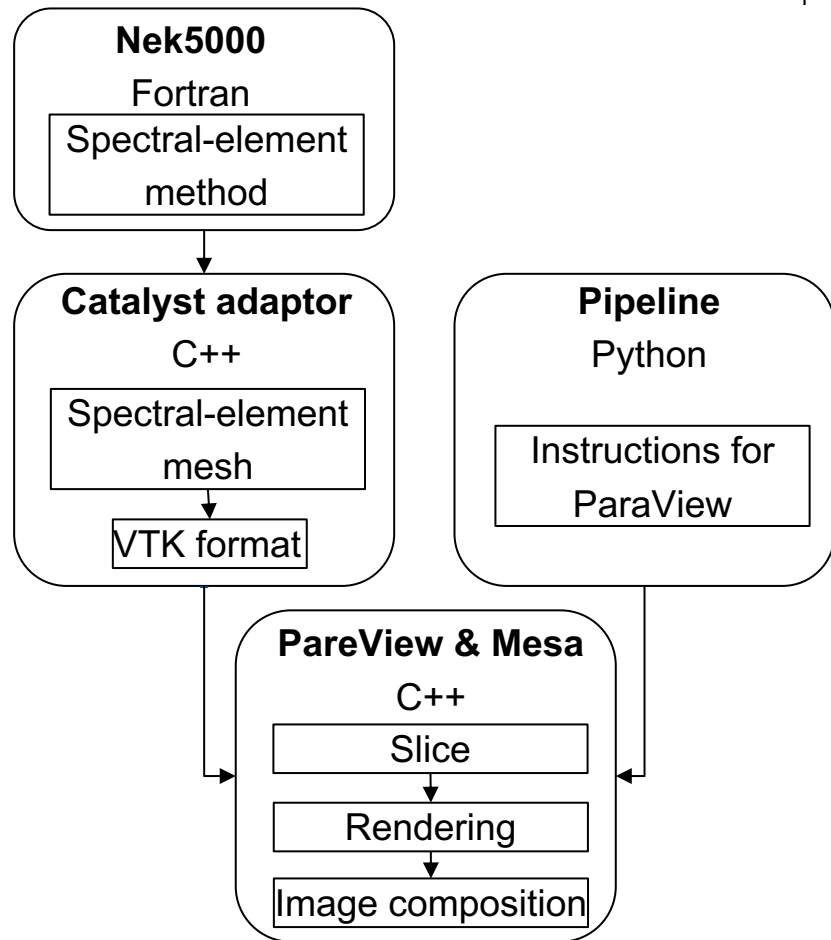 Nek5000
Fortran
Spectral-element
method
Catalyst adaptor
C++
Spectral-element
mesh
VTK format
Pipeline
Python
Instructions for
ParaView
PareView & Mesa
C++
Slice
Rendering
Image composition